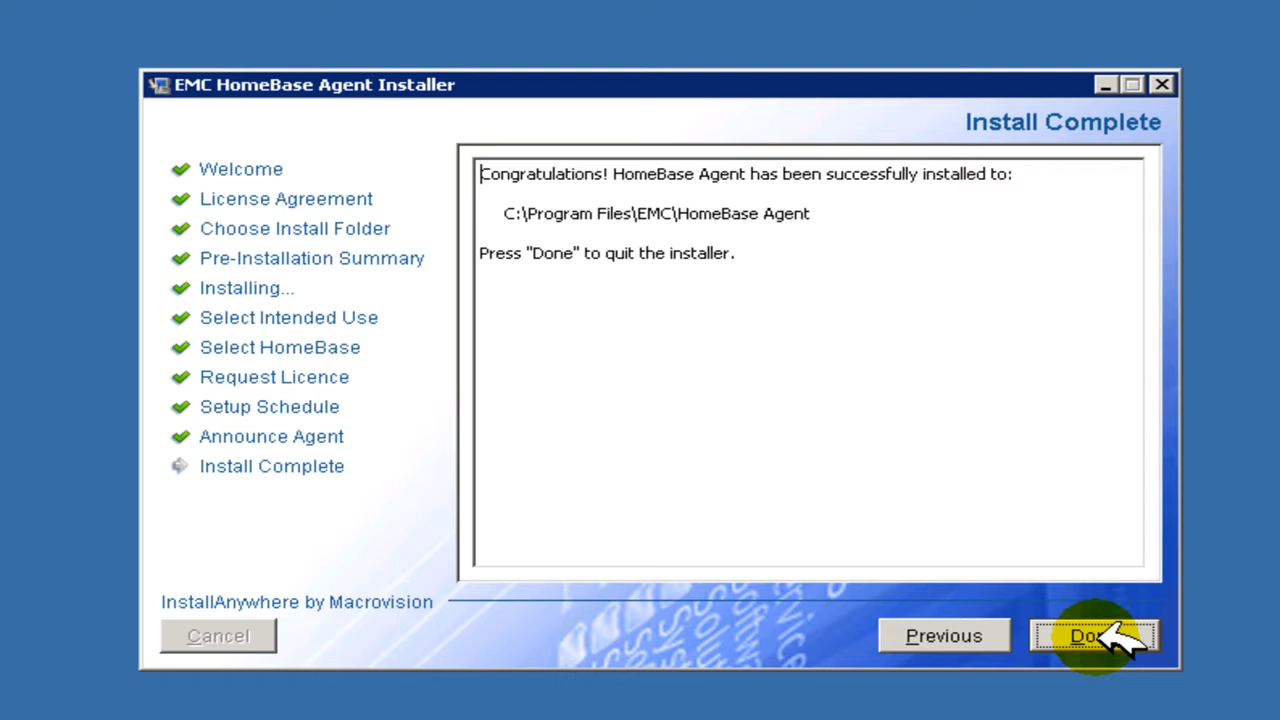 EMC HomeBase Agent Installer
Install Complete
Welcome
License Agreement
Choose Install Folder
Pre-Installation Summary
Installing...
Select Intended Use
Select HomeBase
Request Licence
Setup Schedule
Announce Agent
Install Complete
Congratulations! HomeBase Agent has been successfully installed to:
C:\Program Files\EMC\HomeBase Agent
Press "Done" to quit the installer.
InstallAnywhere by Macrovision
Cancel
Previous